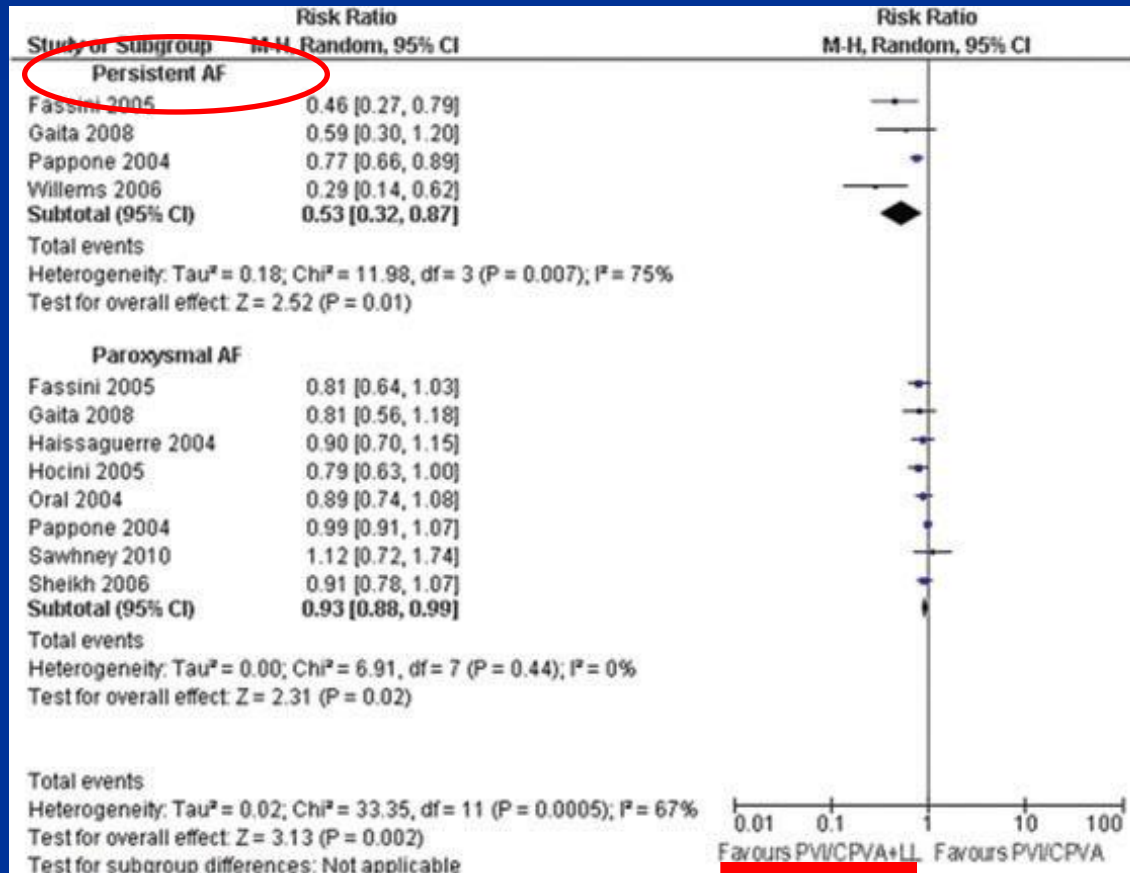 Risk Ratio Risk Ratio
Study or Subgroup M-H, Random, 95% CI M-H, Random, 95% CI
Persistent AF
Fassini 2005 0.46 [0.27, 0.79]
Gaita 2008 0.59 [0.30, 1.20]
Pappone 2004 0.77 [0.66, 0.89]
Willems 2006 0.29 [0.14, 0.62]
Subtotal (95% CI) 0.53 [0.32, 0.87]
Total events
Heterogeneity: Tau² = 0.18; Chi² = 11.98, df = 3 (P = 0.007); I² = 75%
Test for overall effect: Z = 2.52 (P = 0.01)
Paroxysmal AF
Fassini 2005 0.81 [0.64, 1.03]
Gaita 2008 0.81 [0.56, 1.18]
Haissaguerre 2004 0.90 [0.70, 1.15]
Hocini 2005 0.79 [0.63, 1.00]
Oral 2004 0.89 [0.74, 1.08]
Pappone 2004 0.99 [0.91, 1.07]
Sawhney 2010 1.12 [0.72, 1.74]
Sheikh 2006 0.91 [0.78, 1.07]
Subtotal (95% CI) 0.93 [0.88, 0.99]
Total events
Heterogeneity: Tau² = 0.00; Chi² = 6.91, df = 7 (P = 0.44); I² = 0%
Test for overall effect: Z = 2.31 (P = 0.02)
Total events
Heterogeneity: Tau² = 0.02; Chi² = 33.35, df = 11 (P = 0.0005); I² = 67%
Test for overall effect: Z = 3.13 (P = 0.002)
Test for subgroup differences: Not applicable
0.01 0.1 1 10 100
Favours PVI/CPVA+LL Favours PVI/CPVA